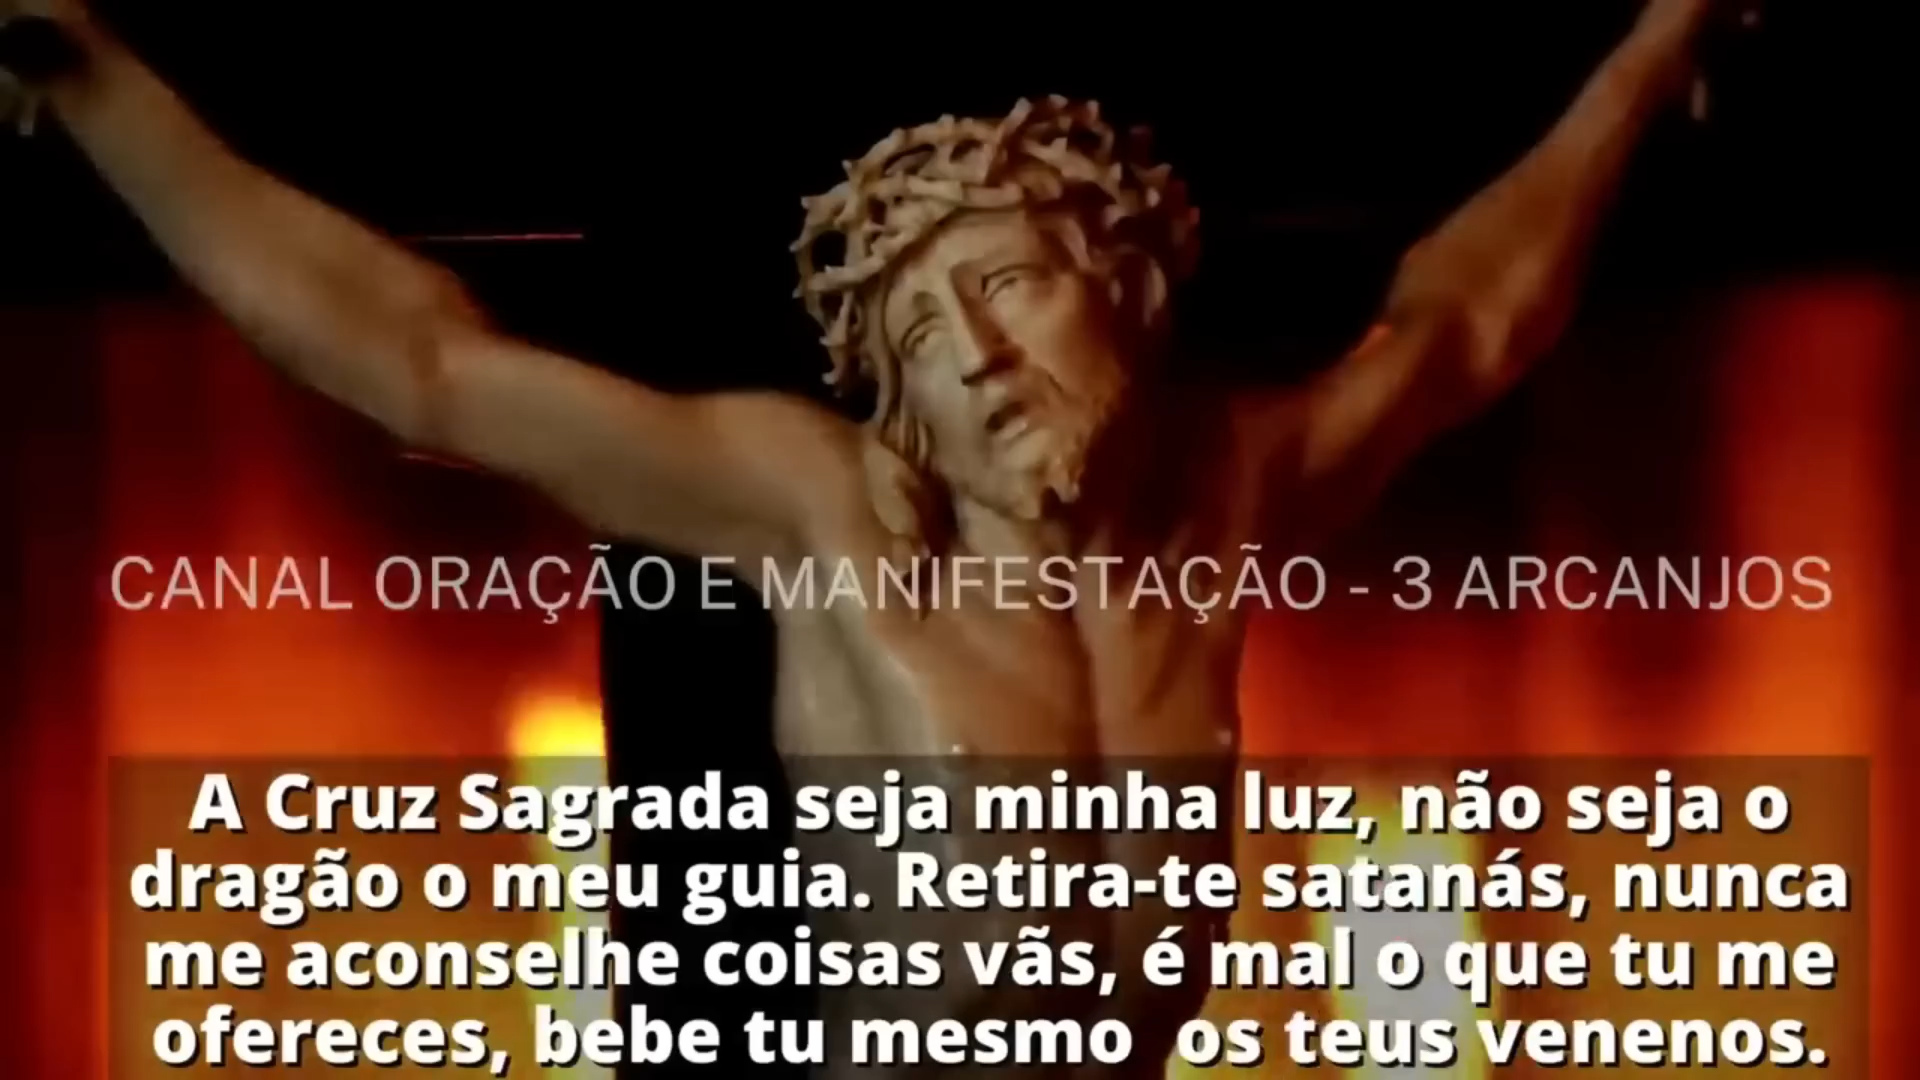 CANAL ORAÇÃO E MANIFESTAÇÃO - 3 ARCANJOS
A Cruz Sagrada seja minha luz, não seja o
dragão o meu guia. Retira-te satanás, nunca
me aconselhe coisas vãs, é mal o que tu me
ofereces, bebe tu mesmo os teus venenos.